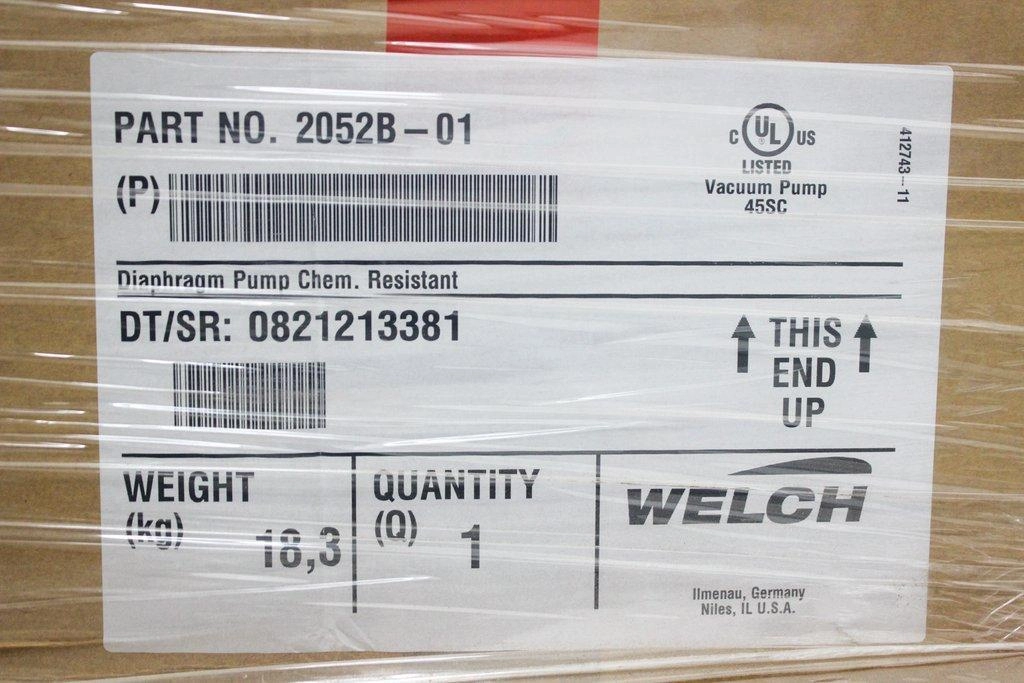 PART NO. 2052B-01
(P)
C UL US
®
LISTED
Vacuum Pump
45SC
412743--11
Diaphragm Pump Chem. Resistant
DT/SR: 0821213381
THIS
END
UP
WEIGHT
(kg)
18,3
QUANTITY
(Q)
1
WELCH
Ilmenau, Germany
Niles, IL U.S.A.